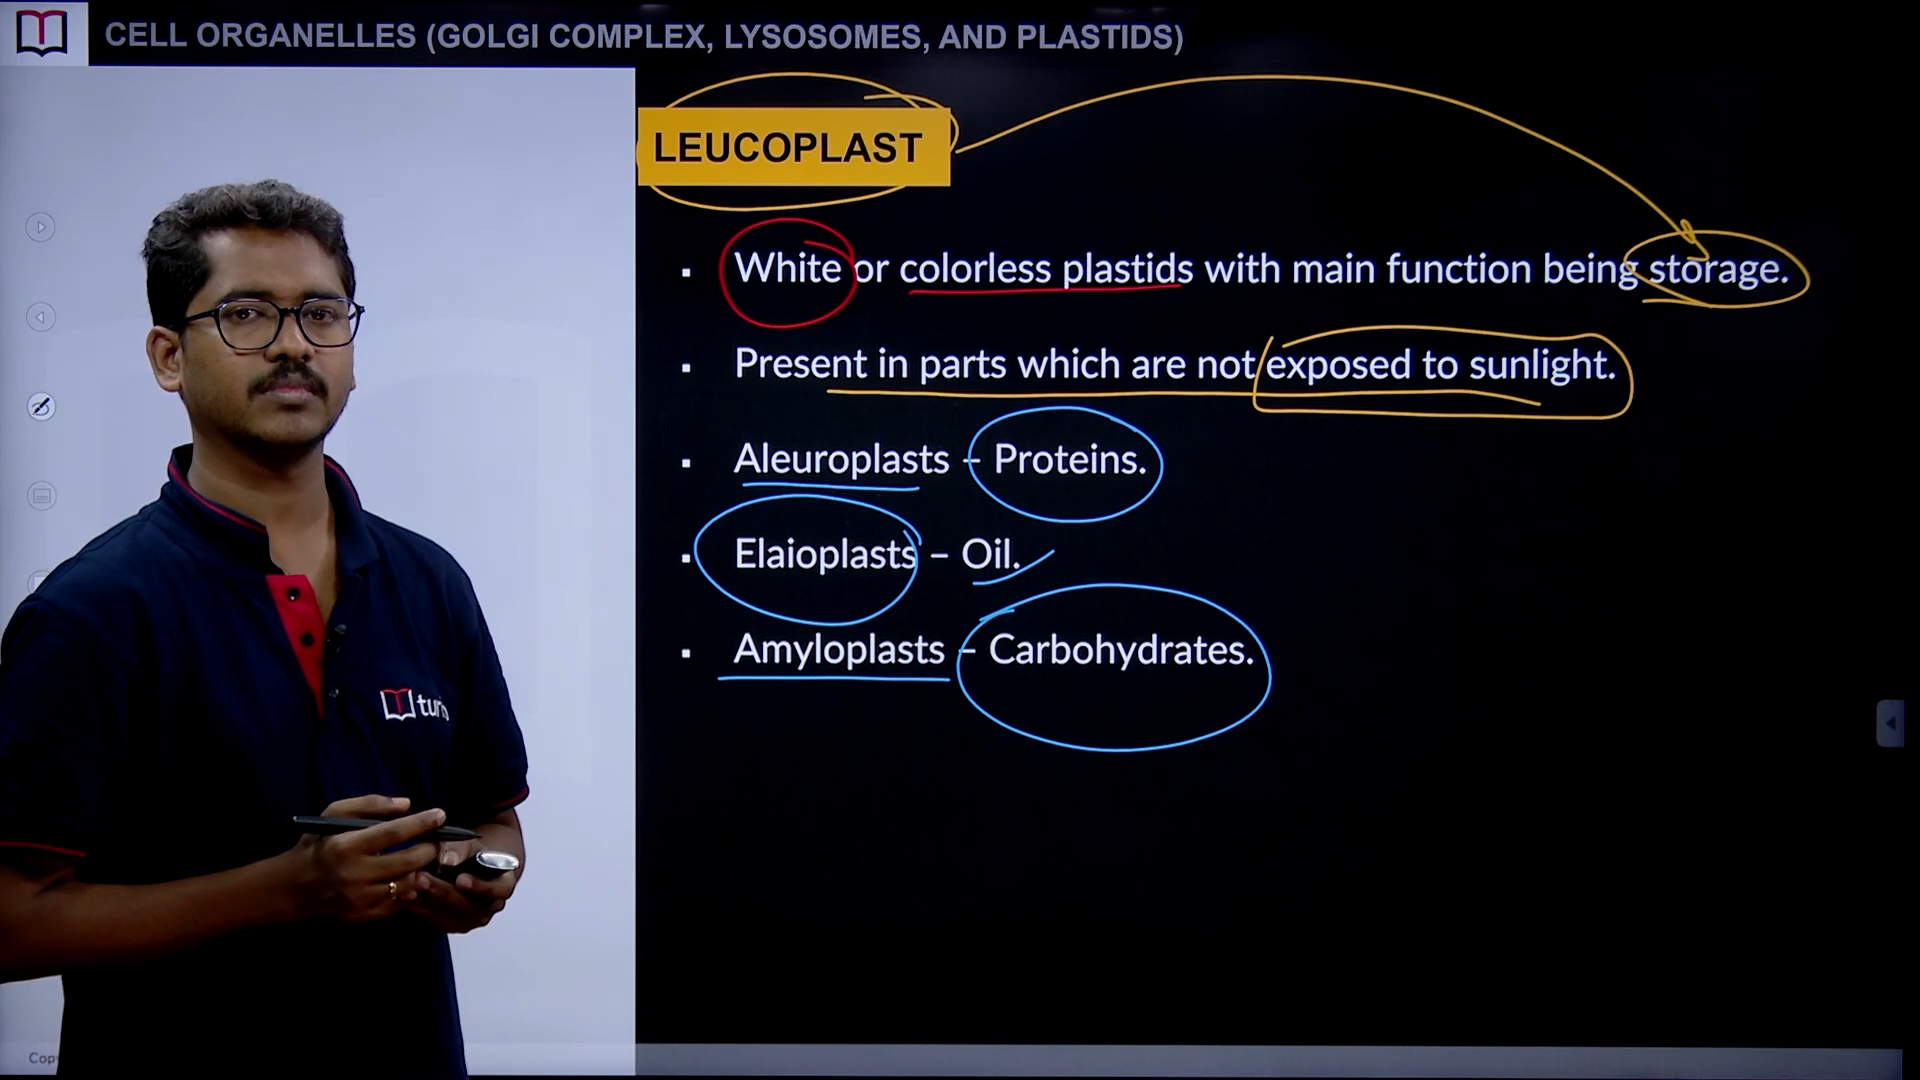 CELL ORGANELLES (GOLGI COMPLEX, LYSOSOMES, AND PLASTIDS)
LEUCOPLAST
▪ White or colorless plastids with main function being storage.
▪ Present in parts which are not exposed to sunlight.
▪ Aleuroplasts – Proteins.
▪ Elaioplasts – Oil.
▪ Amyloplasts – Carbohydrates.